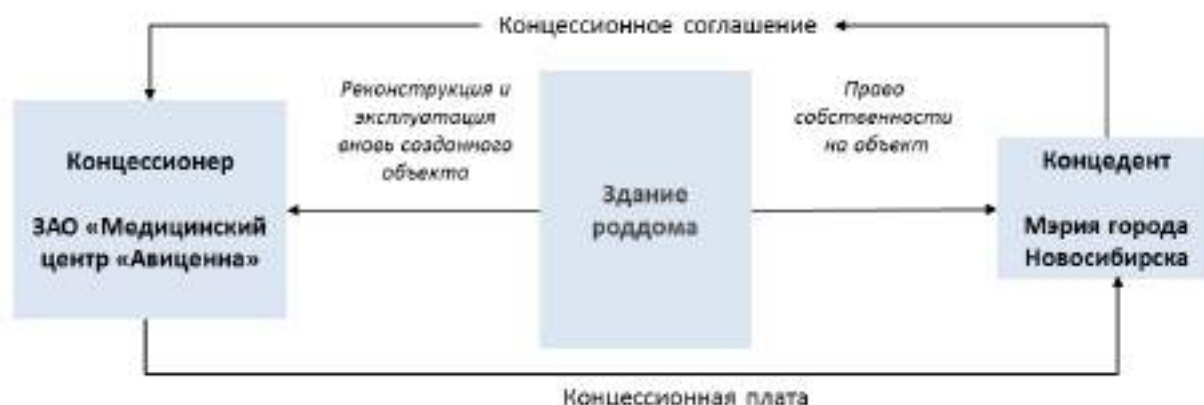 Концессионное соглашение
Реконструкция и
эксплуатация
вновь созданного
объекта
Право
собственности
на объект
Концессионер
ЗАО «Медицинский
центр «Авиценна»
Здание
роддома
Концедент
Мэрия города
Новосибирска
Концессионная плата